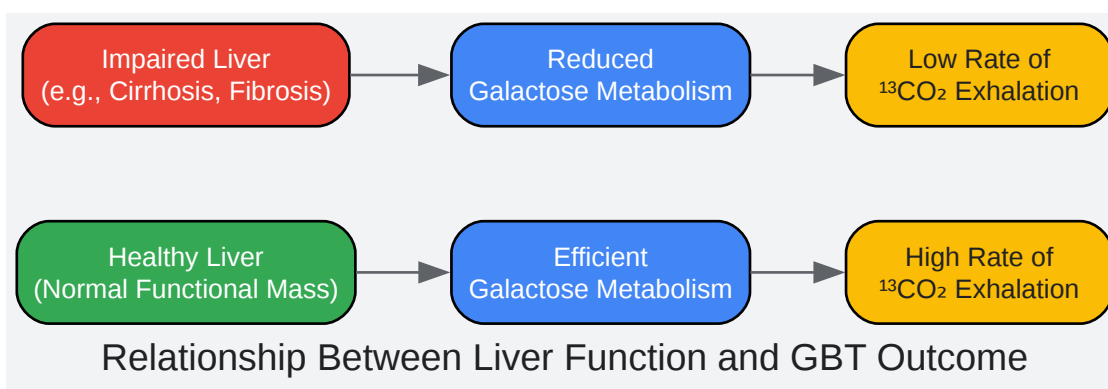 Impaired Liver
(e.g., Cirrhosis, Fibrosis)
Reduced
Galactose Metabolism
Low Rate of
¹³CO₂ Exhalation
Healthy Liver
(Normal Functional Mass)
Efficient
Galactose Metabolism
High Rate of
¹³CO₂ Exhalation
Relationship Between Liver Function and GBT Outcome